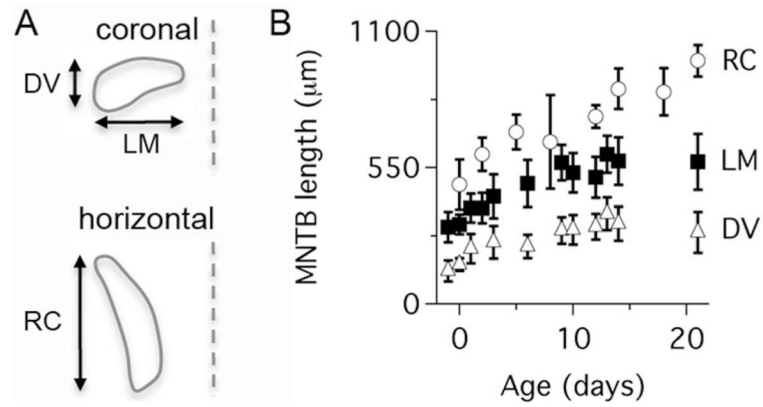 A
coronal
DV
LM
horizontal
RC
B
MNTB length (μm)
1100
550
0
0
10
20
Age (days)
RC
LM
DV